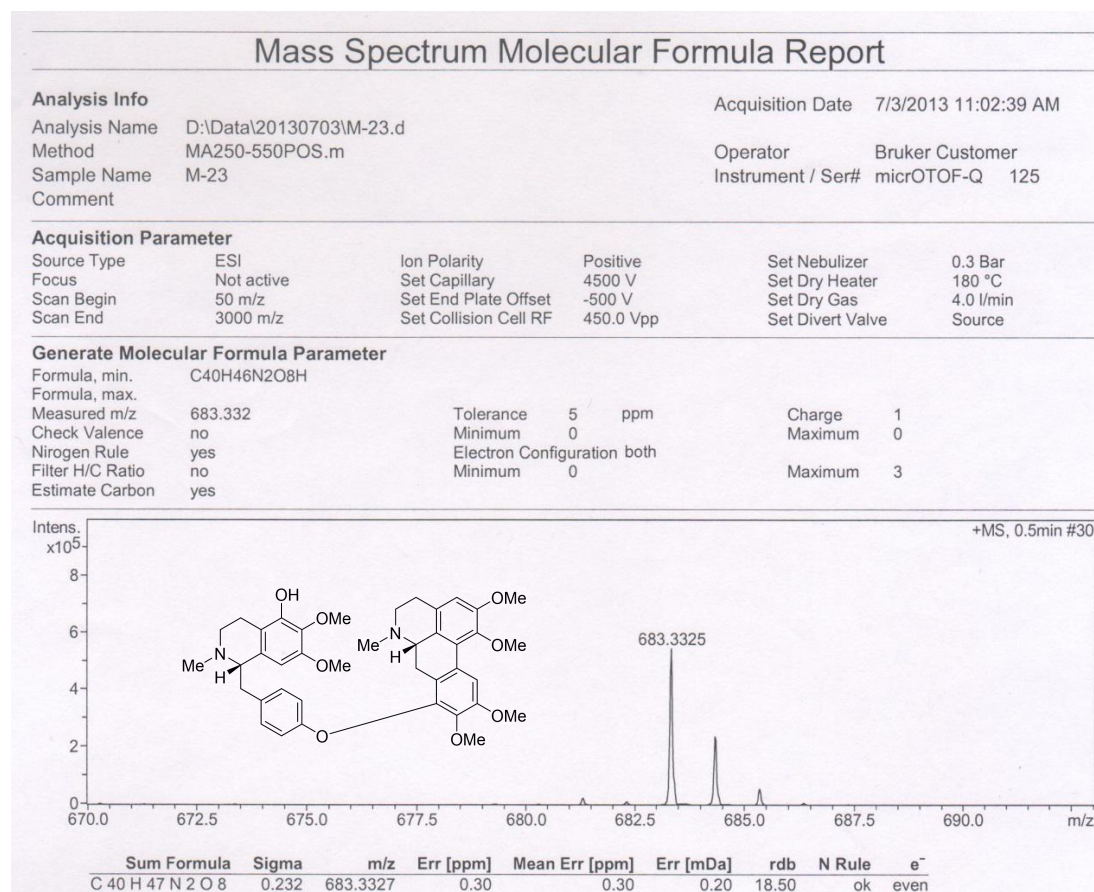 Mass Spectrum Molecular Formula Report
Analysis Info
Acquisition Date 7/3/2013 11:02:39 AM
Analysis Name D:\Data\20130703\M-23.d
Method MA250-550POS.m
Operator Bruker Customer
Sample Name M-23
Instrument / Ser# micrOTOF-Q 125
Comment
Acquisition Parameter
Source Type ESI Ion Polarity Positive Set Nebulizer 0.3 Bar
Focus Not active Set Capillary 4500 V Set Dry Heater 180 °C
Scan Begin 50 m/z Set End Plate Offset -500 V Set Dry Gas 4.0 l/min
Scan End 3000 m/z Set Collision Cell RF 450.0 Vpp Set Divert Valve Source
Generate Molecular Formula Parameter
Formula, min. C40H46N2O8H
Formula, max.
Measured m/z 683.332 Tolerance 5 ppm Charge 1
Check Valence no Minimum 0 Maximum 0
Nirogen Rule yes Electron Configuration both
Filter H/C Ratio no Minimum 0 Maximum 3
Estimate Carbon yes
Intens.
x10⁵
+MS, 0.5min #30
8
6
4
2
0
OH
OMe
OMe
N
Me
H
O
OMe
OMe
N
Me
H
OMe
OMe
683.3325
670.0 672.5 675.0 677.5 680.0 682.5 685.0 687.5 690.0 m/z
Sum Formula Sigma m/z Err [ppm] Mean Err [ppm] Err [mDa] rdb N Rule e⁻
C 40 H 47 N 2 O 8 0.232 683.3327 0.30 0.30 0.20 18.50 ok even